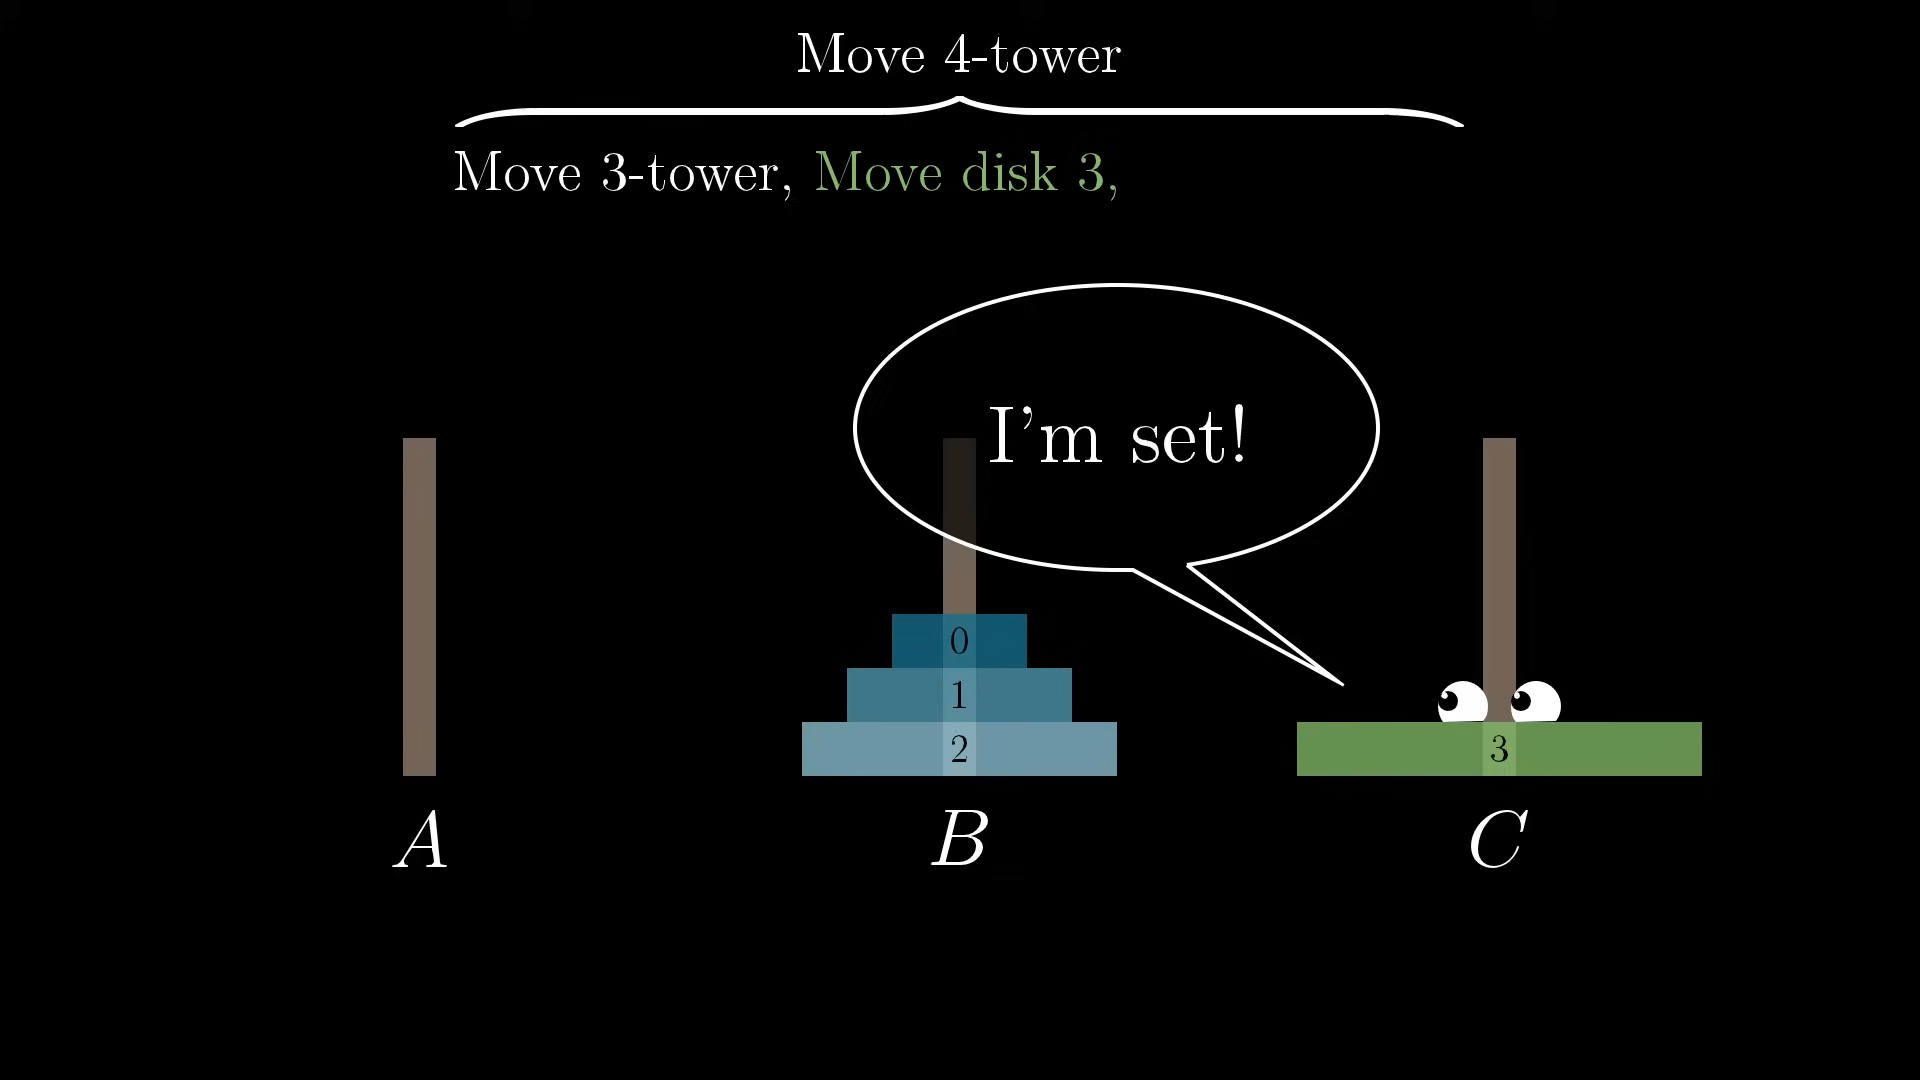 Move 4-tower
Move 3-tower, Move disk 3,
I'm set!
0
1
2
3
A B C